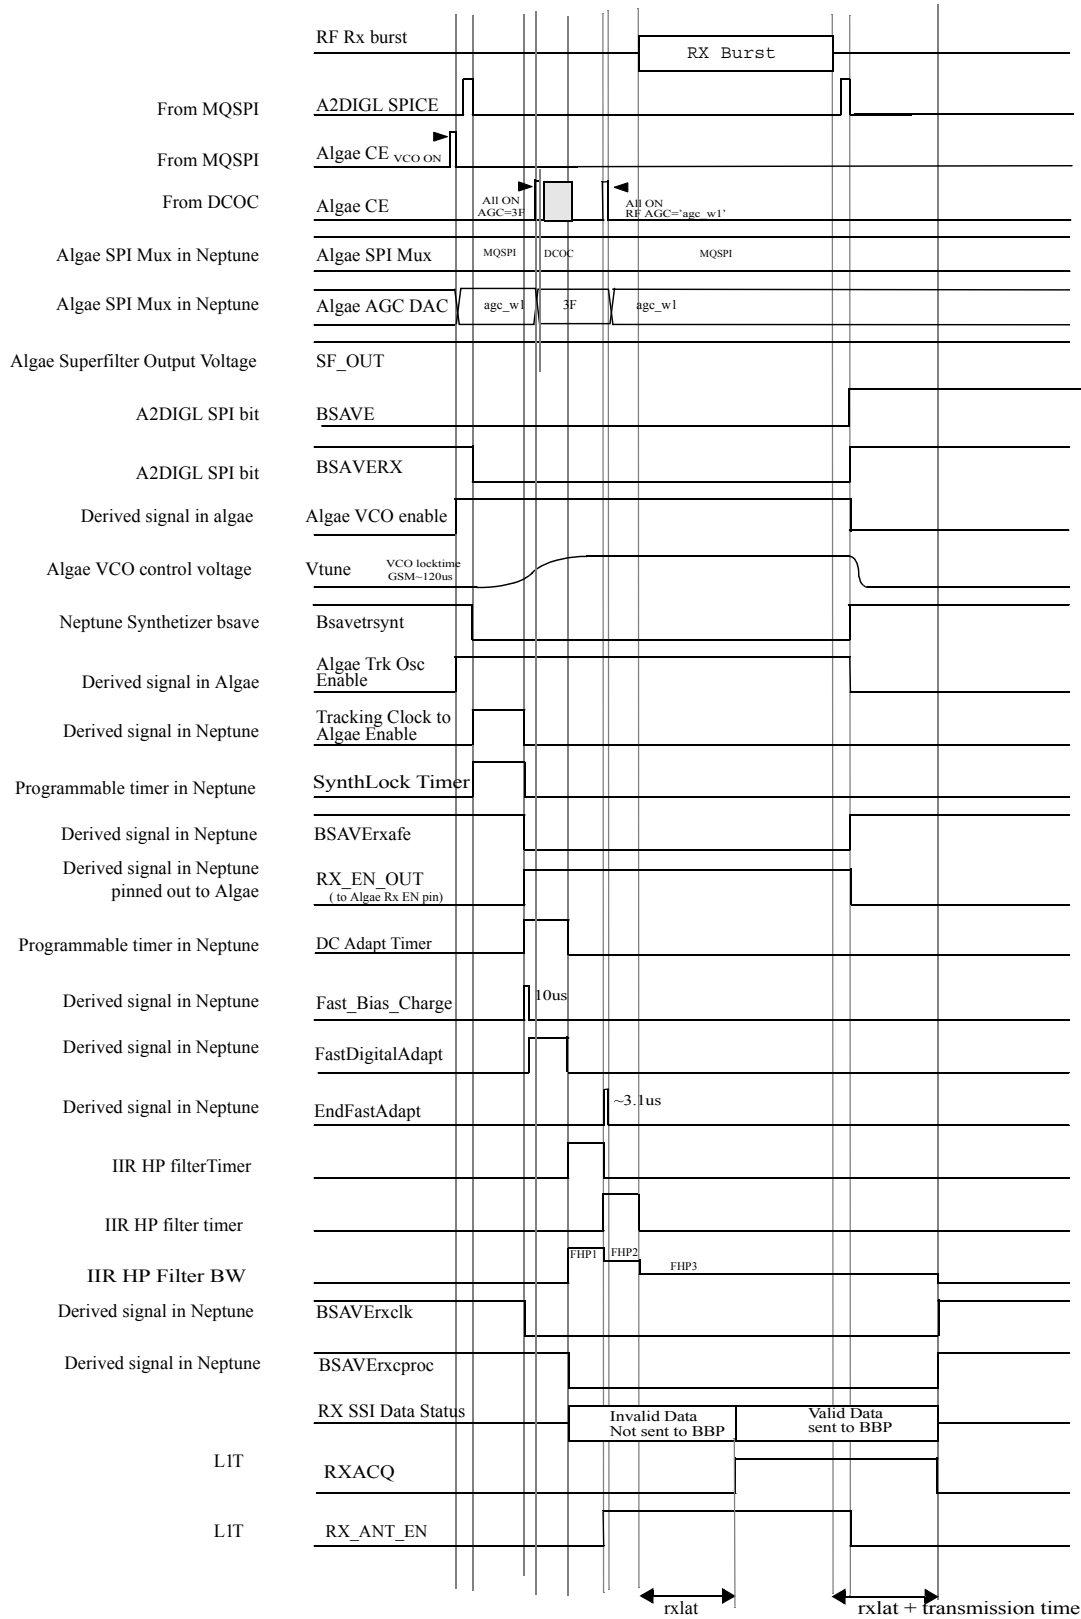 RF Rx burst
RX Burst
From MQSPI
A2DIGL SPICE
From MQSPI
Algae CE
VCO ON
From DCOC
Algae CE
All ON
AGC=3F
All ON
RF AGC='agc_w1'
Algae SPI Mux in Neptune
Algae SPI Mux
MQSPI
DCOC
MQSPI
Algae SPI Mux in Neptune
Algae AGC DAC
agc_w1
3F
agc_w1
Algae Superfilter Output Voltage
SF_OUT
A2DIGL SPI bit
BSAVE
A2DIGL SPI bit
BSAVERX
Derived signal in algae
Algae VCO enable
Algae VCO control voltage
Vtune
VCO locktime
GSM~120us
Neptune Synthetizer bsave
Bsavetrsynt
Derived signal in Algae
Algae Trk Osc
Enable
Derived signal in Neptune
Tracking Clock to
Algae Enable
Programmable timer in Neptune
SynthLock Timer
Derived signal in Neptune
BSAVErxafe
Derived signal in Neptune
pinned out to Algae
RX_EN_OUT
( to Algae Rx EN pin)
Programmable timer in Neptune
DC Adapt Timer
Derived signal in Neptune
Fast_Bias_Charge
10us
Derived signal in Neptune
FastDigitalAdapt
Derived signal in Neptune
EndFastAdapt
~3.1us
IIR HP filterTimer
IIR HP filter timer
IIR HP Filter BW
FHP1
FHP2
FHP3
Derived signal in Neptune
BSAVErxclk
Derived signal in Neptune
BSAVErxcproc
RX SSI Data Status
Invalid Data
Not sent to BBP
Valid Data
sent to BBP
L1T
RXACQ
L1T
RX_ANT_EN
rxlat
rxlat + transmission time